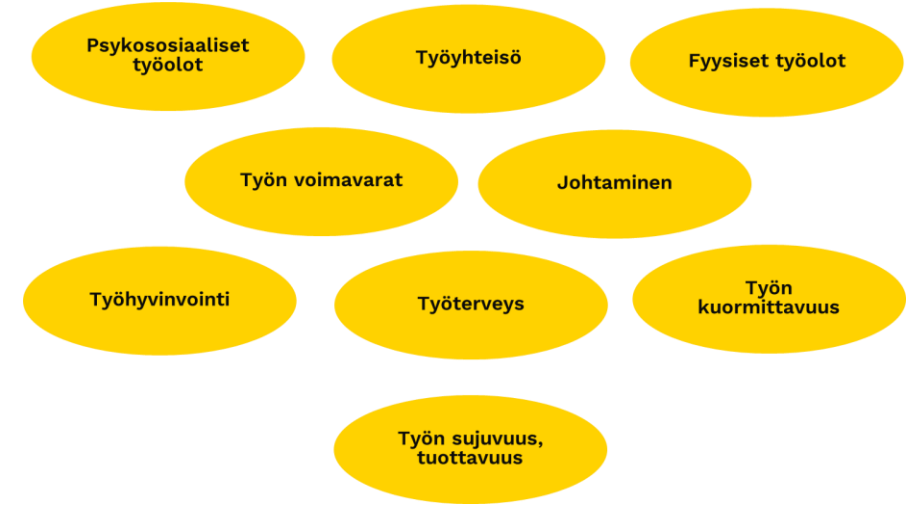 Psykososiaaliset
työolot
Työyhteisö
Fyysiset työolot
Työn voimavarat
Johtaminen
Työhyvinvointi
Työterveys
Työn
kuormittavuus
Työn sujuvuus,
tuottavuus